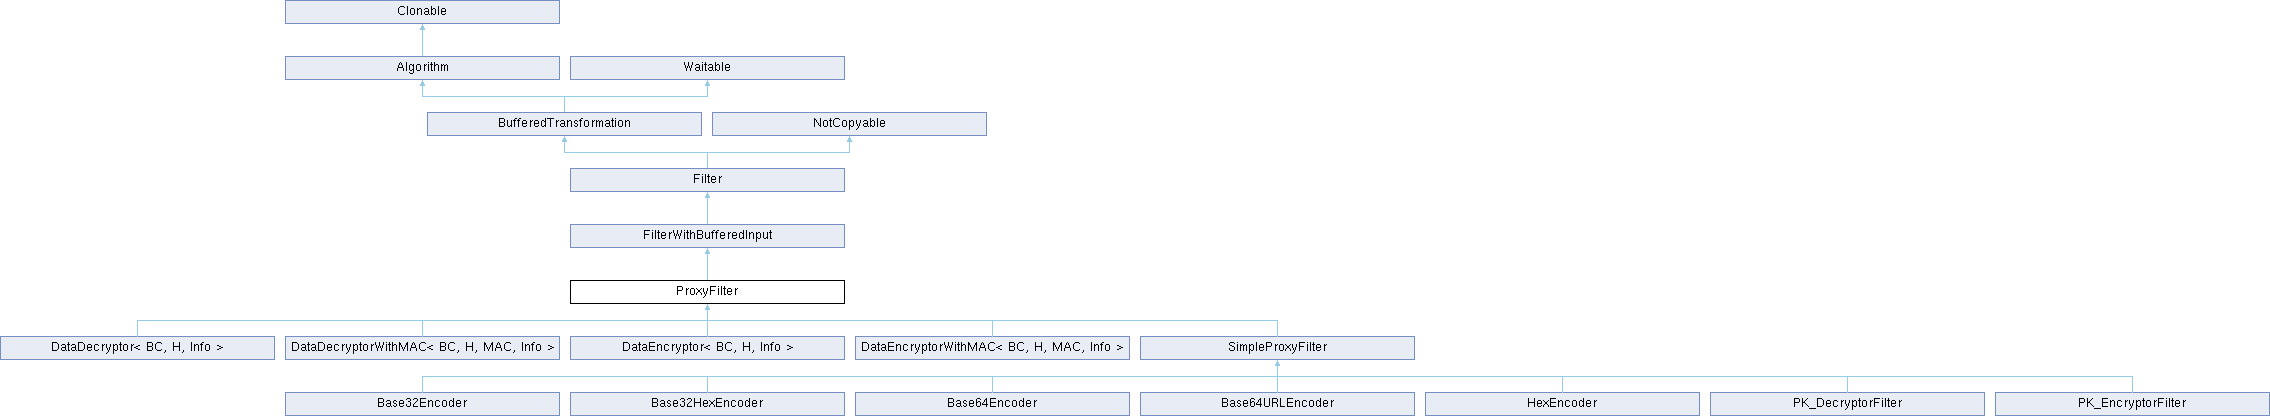 Clonable
Algorithm
Waitable
BufferedTransformation
NotCopyable
Filter
FilterWithBufferedInput
ProxyFilter
DataDecryptor< BC, H, Info >
DataDecryptorWithMAC< BC, H, MAC, Info >
DataEncryptor< BC, H, Info >
DataEncryptorWithMAC< BC, H, MAC, Info >
SimpleProxyFilter
Base32Encoder
Base32HexEncoder
Base64Encoder
Base64URLEncoder
HexEncoder
PK_DecryptorFilter
PK_EncryptorFilter